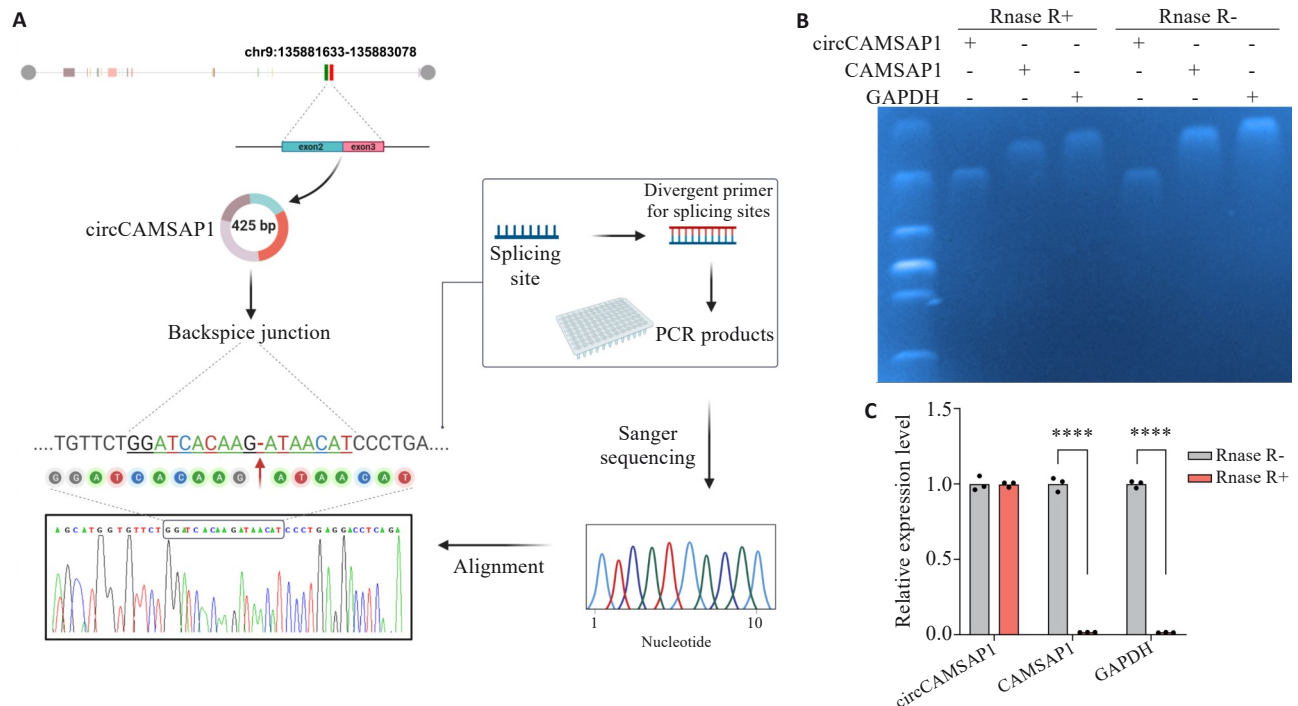 A
chr9:135881633-135883078
exon2 exon3
circCAMSAP1
425 bp
Backspice junction
....TGTTCTGGATCACAAG-ATAACATCCCTGA....
G G A T C A C A A G A T A A C A T
A G C A T G G T G T T C T G G A T C A C A A G A T A A C A T C C C T G A G G A C C T C A G A
Splicing
site
Divergent primer
for splicing sites
PCR products
Sanger
sequencing
Alignment
1 10
Nucleotide
B
Rnase R+ Rnase R-
circCAMSAP1 + - - + - -
CAMSAP1 - + - - + -
GAPDH - - + - - +
C
Relative expression level
1.5
1.0
0.5
0.0
**** ****
Rnase R-
Rnase R+
circCAMSAP1
CAMSAP1
GAPDH